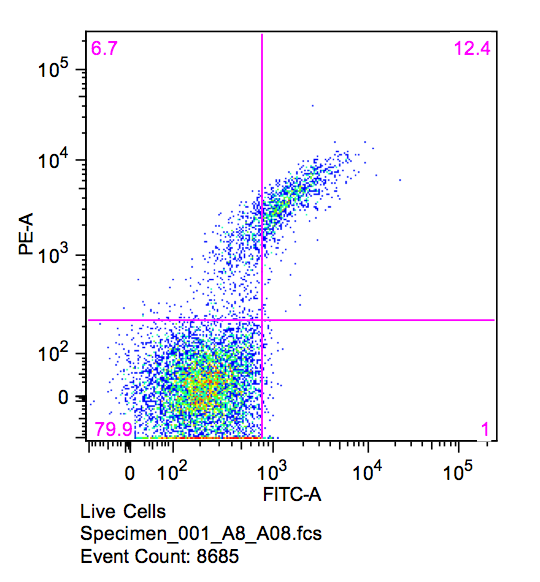 6.7
12.4
10^5
10^4
10^3
10^2
0
PE-A
79.9
1
0 10^2 10^3 10^4 10^5
FITC-A
Live Cells
Specimen_001_A8_A08.fcs
Event Count: 8685